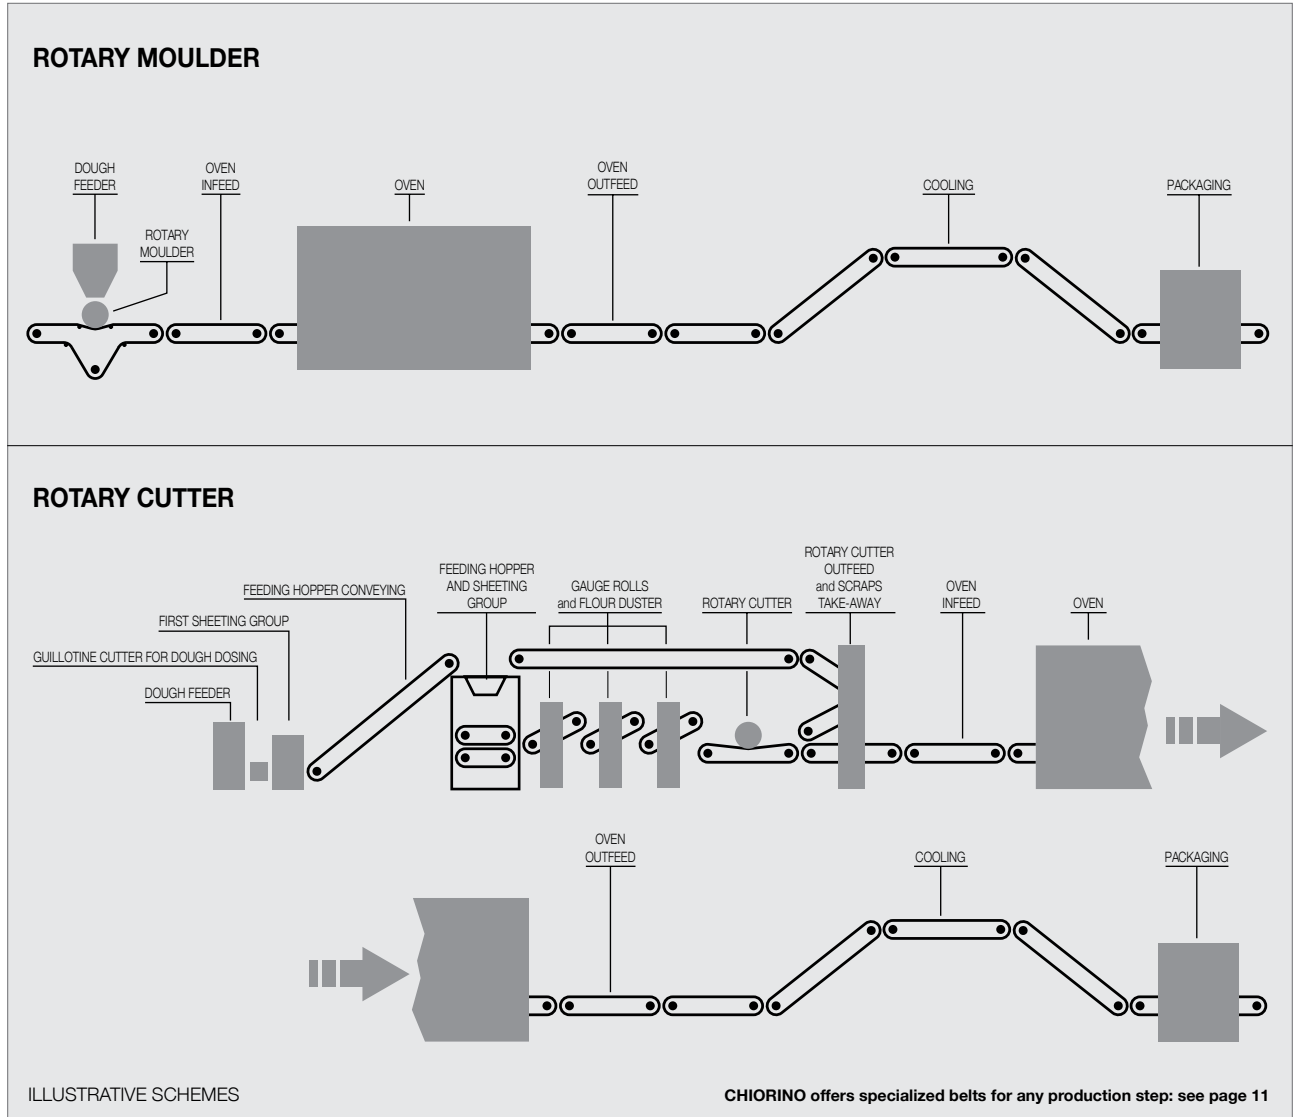 ROTARY MOULDER
DOUGH
FEEDER
ROTARY
MOULDER
OVEN
INFEED
OVEN
OVEN
OUTFEED
COOLING
PACKAGING
ROTARY CUTTER
DOUGH FEEDER
GUILLOTINE CUTTER FOR DOUGH DOSING
FIRST SHEETING GROUP
FEEDING HOPPER CONVEYING
FEEDING HOPPER
AND SHEETING
GROUP
GAUGE ROLLS
and FLOUR DUSTER
ROTARY CUTTER
ROTARY CUTTER
OUTFEED
and SCRAPS
TAKE-AWAY
OVEN
INFEED
OVEN
OVEN
OUTFEED
COOLING
PACKAGING
ILLUSTRATIVE SCHEMES
CHIORINO offers specialized belts for any production step: see page 11